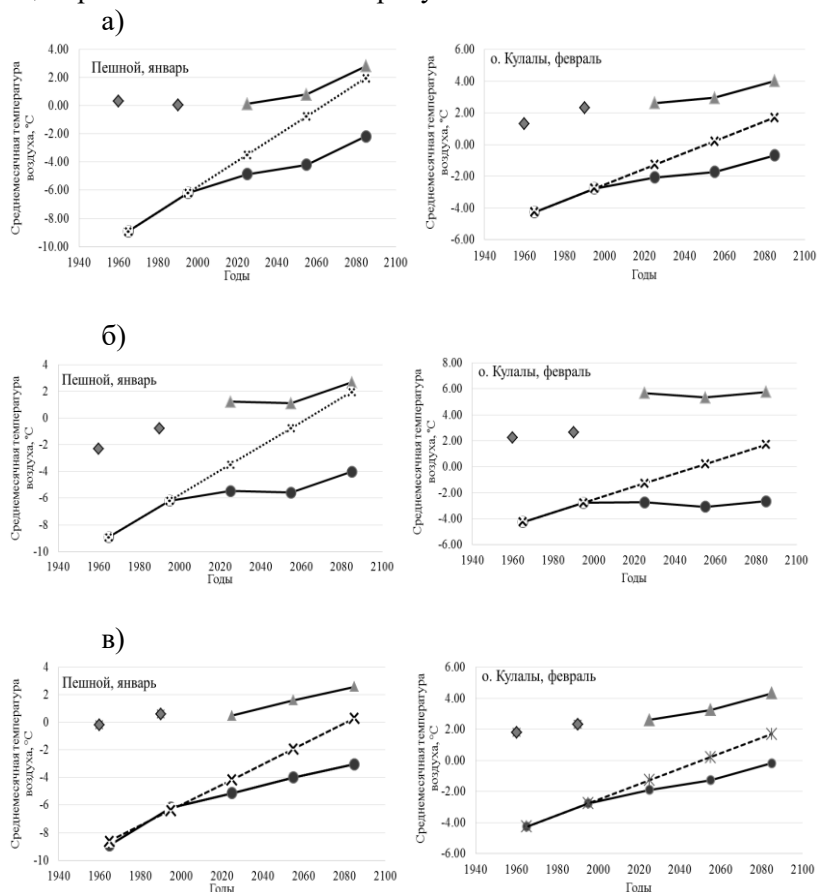 а)
Пешной, январь
Среднемесячная температура
воздуха, °С
4.00
2.00
0.00
-2.00
-4.00
-6.00
-8.00
-10.00
1940 1960 1980 2000 2020 2040 2060 2080 2100
Годы
о. Кулалы, февраль
Среднемесячная температура
воздуха, °С
6.00
4.00
2.00
0.00
-2.00
-4.00
-6.00
1940 1960 1980 2000 2020 2040 2060 2080 2100
Годы
б)
Пешной, январь
Среднемесячная температура
воздуха, °С
4
2
0
-2
-4
-6
-8
-10
1940 1960 1980 2000 2020 2040 2060 2080 2100
Годы
о. Кулалы, февраль
Среднемесячная температура
воздуха, °С
8.00
6.00
4.00
2.00
0.00
-2.00
-4.00
-6.00
1940 1960 1980 2000 2020 2040 2060 2080 2100
Годы
в)
Пешной, январь
Среднемесячная температура
воздуха, °С
4
2
0
-2
-4
-6
-8
-10
1940 1960 1980 2000 2020 2040 2060 2080 2100
Годы
о. Кулалы, февраль
Среднемесячная температура
воздуха, °С
6.00
4.00
2.00
0.00
-2.00
-4.00
-6.00
1940 1960 1980 2000 2020 2040 2060 2080 2100
Годы